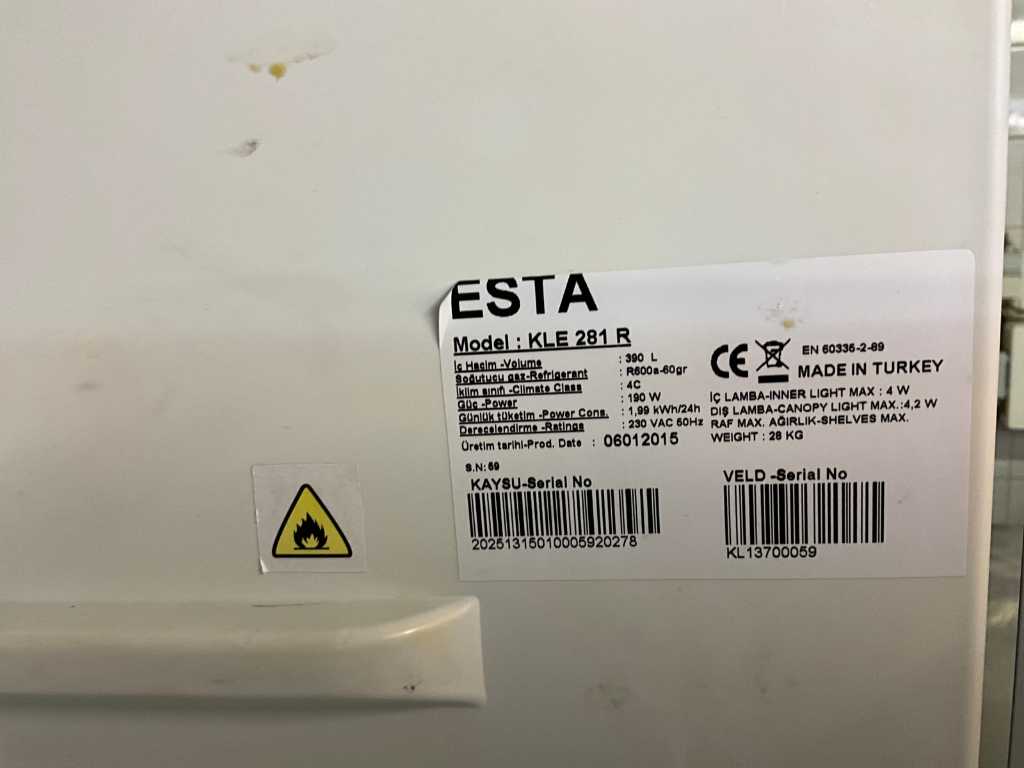 ESTA
Model : KLE 281 R
İç Hacim -Volume : 390 L
Soğutucu gaz-Refrigerant : R600a-60gr
İklim sınıfı -Climate Class : 4C
Güç -Power : 190 W
Günlük tüketim -Power Cons. : 1,99 kWh/24h
Derecelendirme -Ratings : 230 VAC 50Hz
Üretim tarihi-Prod. Date : 06012015
CE EN 60335-2-89
MADE IN TURKEY
İÇ LAMBA-INNER LIGHT MAX : 4 W
DIŞ LAMBA-CANOPY LIGHT MAX.:4,2 W
RAF MAX. AĞIRLIK-SHELVES MAX.
WEIGHT : 28 KG
S.N: 59
KAYSU-Serial No
20251315010005920278
VELD -Serial No
KL13700059